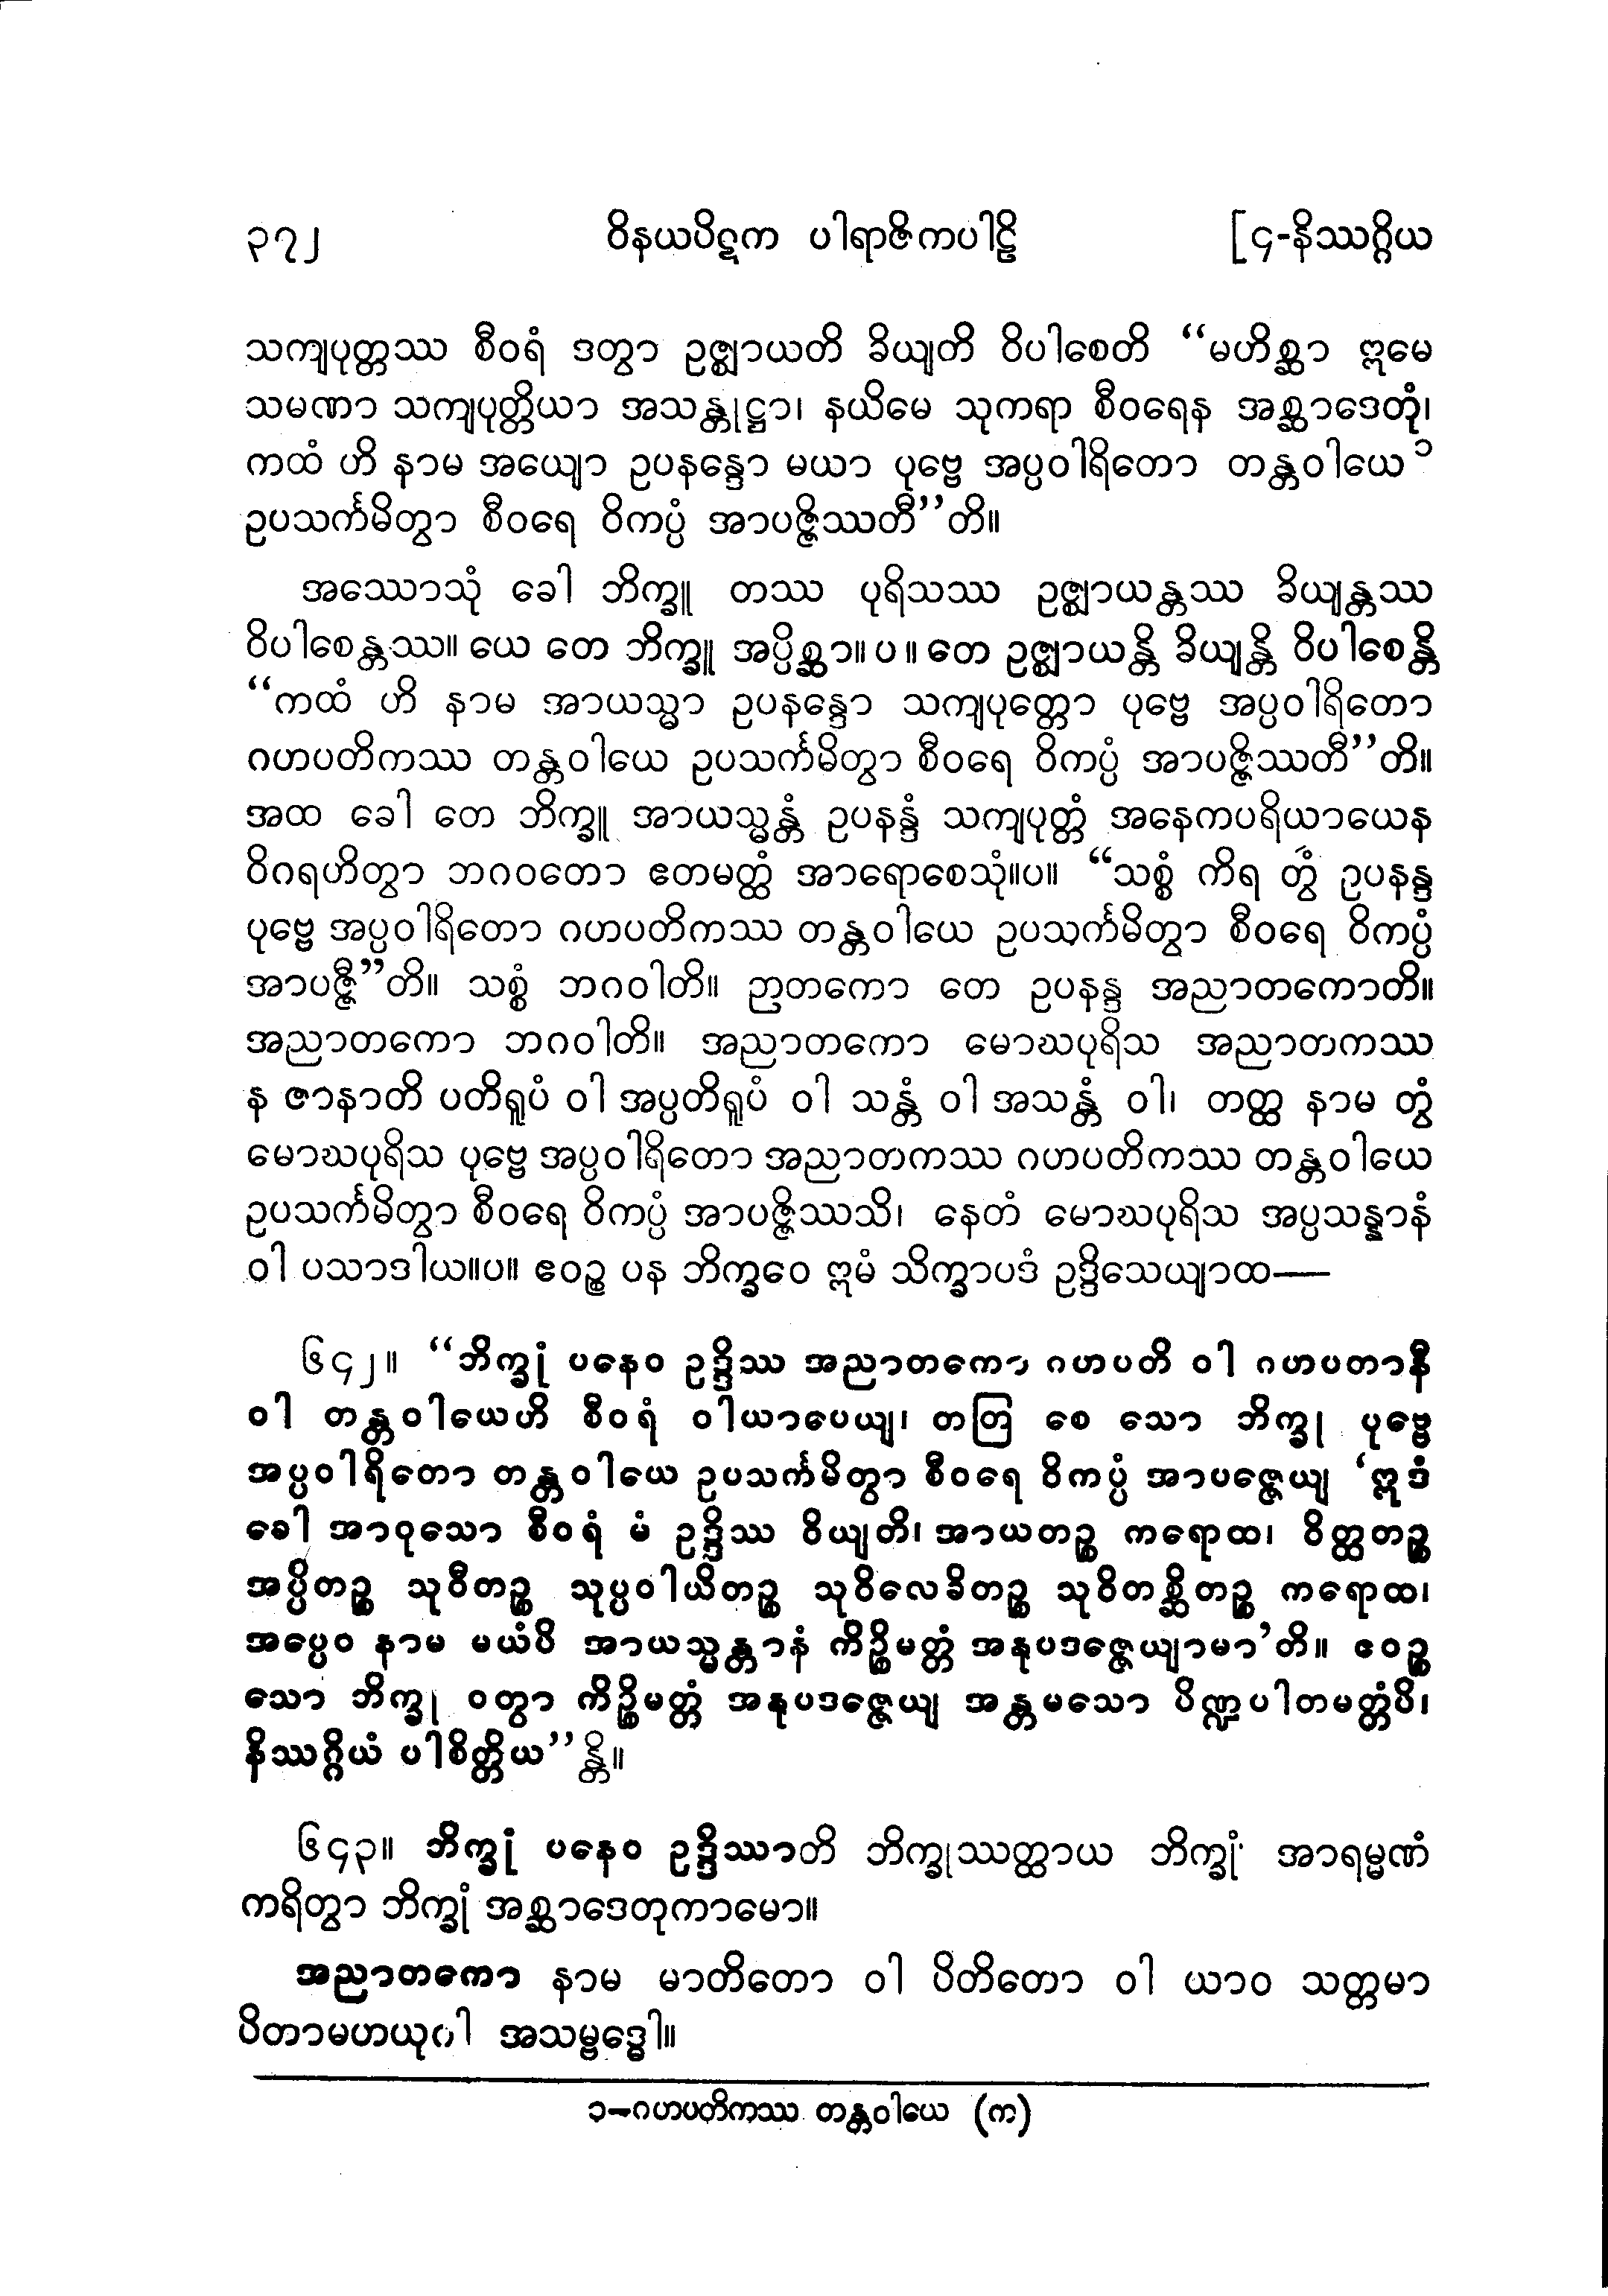 ၃၇၂ ဝိနယပိဋက ပါရာဇိကပါဠိ [၄-နိဿဂ္ဂိယ
သကျပုတ္တဿ စီဝရံ ဒတွာ ဥဇ္ဈာယတိ ခိယျတိ ဝိပါစေတိ “မဟိစ္ဆာ ဣမေ
သမဏာ သကျပုတ္တိယာ အသန္တုဋ္ဌာ၊ နယိမေ သုကရာ စီဝရေန အစ္ဆာဒေတုံ၊
ကထံ ဟိ နာမ အယျော ဥပနန္ဒော မယာ ပုဗ္ဗေ အပ္ပဝါရိတော တန္တဝါယေ ၁
ဥပသင်္ကမိတွာ စီဝရေ ဝိကပ္ပံ အာပဇ္ဇိဿတီ”တိ။
အဿောသုံ ခေါ ဘိက္ခူ တဿ ပုရိသဿ ဥဇ္ဈာယန္တဿ ခိယျန္တဿ
ဝိပါစေန္တဿ။ ယေ တေ ဘိက္ခူ အပ္ပိစ္ဆာ။ပ။ တေ ဥဇ္ဈာယန္တိ ခိယျန္တိ ဝိပါစေန္တိ
“ကထံ ဟိ နာမ အာယသ္မာ ဥပနန္ဒော သကျပုတ္တော ပုဗ္ဗေ အပ္ပဝါရိတော
ဂဟပတိကဿ တန္တဝါယေ ဥပသင်္ကမိတွာ စီဝရေ ဝိကပ္ပံ အာပဇ္ဇိဿတီ”တိ။
အထ ခေါ တေ ဘိက္ခူ အာယသ္မန္တံ ဥပနန္ဒံ သကျပုတ္တံ အနေကပရိယာယေန
ဝိဂရဟိတွာ ဘဂဝတော ဧတမတ္ထံ အာရောစေသုံ။ပ။ “သစ္စံ ကိရ တွံ ဥပနန္ဒ
ပုဗ္ဗေ အပ္ပဝါရိတော ဂဟပတိကဿ တန္တဝါယေ ဥပသင်္ကမိတွာ စီဝရေ ဝိကပ္ပံ
အာပဇ္ဇီ”တိ။ သစ္စံ ဘဂဝါတိ။ ဉာတကော တေ ဥပနန္ဒ အညာတကောတိ။
အညာတကော ဘဂဝါတိ။ အညာတကော မောဃပုရိသ အညာတကဿ
န ဇာနာတိ ပတိရူပံ ဝါ အပ္ပတိရူပံ ဝါ သန္တံ ဝါ အသန္တံ ဝါ၊ တတ္ထ နာမ တွံ
မောဃပုရိသ ပုဗ္ဗေ အပ္ပဝါရိတော အညာတကဿ ဂဟပတိကဿ တန္တဝါယေ
ဥပသင်္ကမိတွာ စီဝရေ ဝိကပ္ပံ အာပဇ္ဇိဿသိ၊ နေတံ မောဃပုရိသ အပ္ပသန္နာနံ
ဝါ ပသာဒါယ။ပ။ ဧဝဉ္စ ပန ဘိက္ခဝေ ဣမံ သိက္ခာပဒံ ဥဒ္ဒိသေယျာထ—
၆၄၂။ “ဘိက္ခုံ ပနေဝ ဥဒ္ဒိဿ အညာတကော ဂဟပတိ ဝါ ဂဟပတာနီ
ဝါ တန္တဝါယေဟိ စီဝရံ ဝါယာပေယျ၊ တတြ စေ သော ဘိက္ခု ပုဗ္ဗေ
အပ္ပဝါရိတော တန္တဝါယေ ဥပသင်္ကမိတွာ စီဝရေ ဝိကပ္ပံ အာပဇ္ဇေယျ ‘ဣဒံ
ခေါ အာဝုသော စီဝရံ မံ ဥဒ္ဒိဿ ဝိယျတိ၊ အာယတဉ္စ ကရောထ၊ ဝိတ္ထတဉ္စ
အပ္ပိတဉ္စ သုဝီတဉ္စ သုပ္ပဝါယိတဉ္စ သုဝိလေခိတဉ္စ သုဝိတစ္ဆိတဉ္စ ကရောထ၊
အပ္ပေဝ နာမ မယံပိ အာယသ္မန္တာနံ ကိဉ္စိမတ္တံ အနုပဒဇ္ဇေယျာမာ’တိ။ ဧဝဉ္စ
သော ဘိက္ခု ဝတွာ ကိဉ္စိမတ္တံ အနုပဒဇ္ဇေယျ အန္တမသော ပိဏ္ဍပါတမတ္တံပိ၊
နိဿဂ္ဂိယံ ပါစိတ္တိယ”န္တိ။
၆၄၃။ ဘိက္ခုံ ပနေဝ ဥဒ္ဒိဿာတိ ဘိက္ခုဿတ္ထာယ ဘိက္ခုံ အာရမ္မဏံ
ကရိတွာ ဘိက္ခုံ အစ္ဆာဒေတုကာမော။
အညာတကော နာမ မာတိတော ဝါ ပိတိတော ဝါ ယာဝ သတ္တမာ
ပိတာမဟယုဂါ အသမ္ဗဒ္ဓေါ။
၁–ဂဟပတိကဿ တန္တဝါယေ (က)